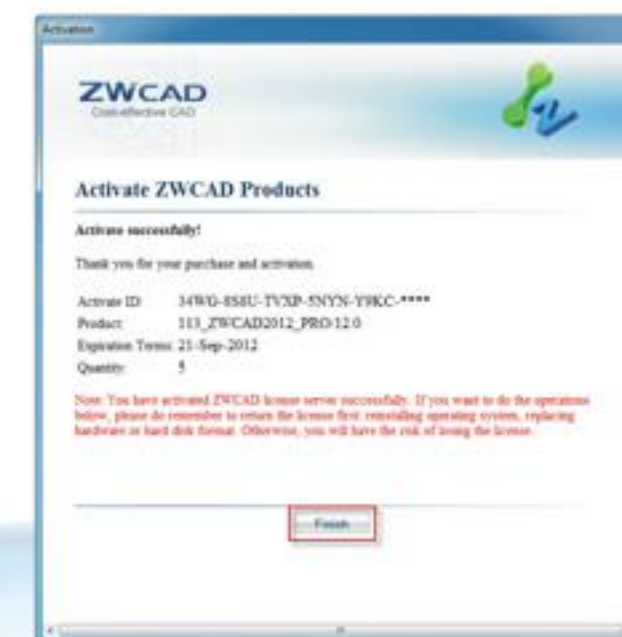 Activation
ZWCAD
Cost-effective CAD
Activate ZWCAD Products
Activate successfully!
Thank you for your purchase and activation.
Activate ID: 34WG-8S8U-TVXP-5NYN-Y9KC-****
Product: 113_ZWCAD2012_PRO/12.0
Expiration Terms: 21-Sep-2012
Quantity: 5
Note: You have activated ZWCAD license server successfully. If you want to do the operations
below, please do remember to return the license first: reinstalling operating system, replacing
hardware or hard disk format. Otherwise, you will have the risk of losing the license.
Finish